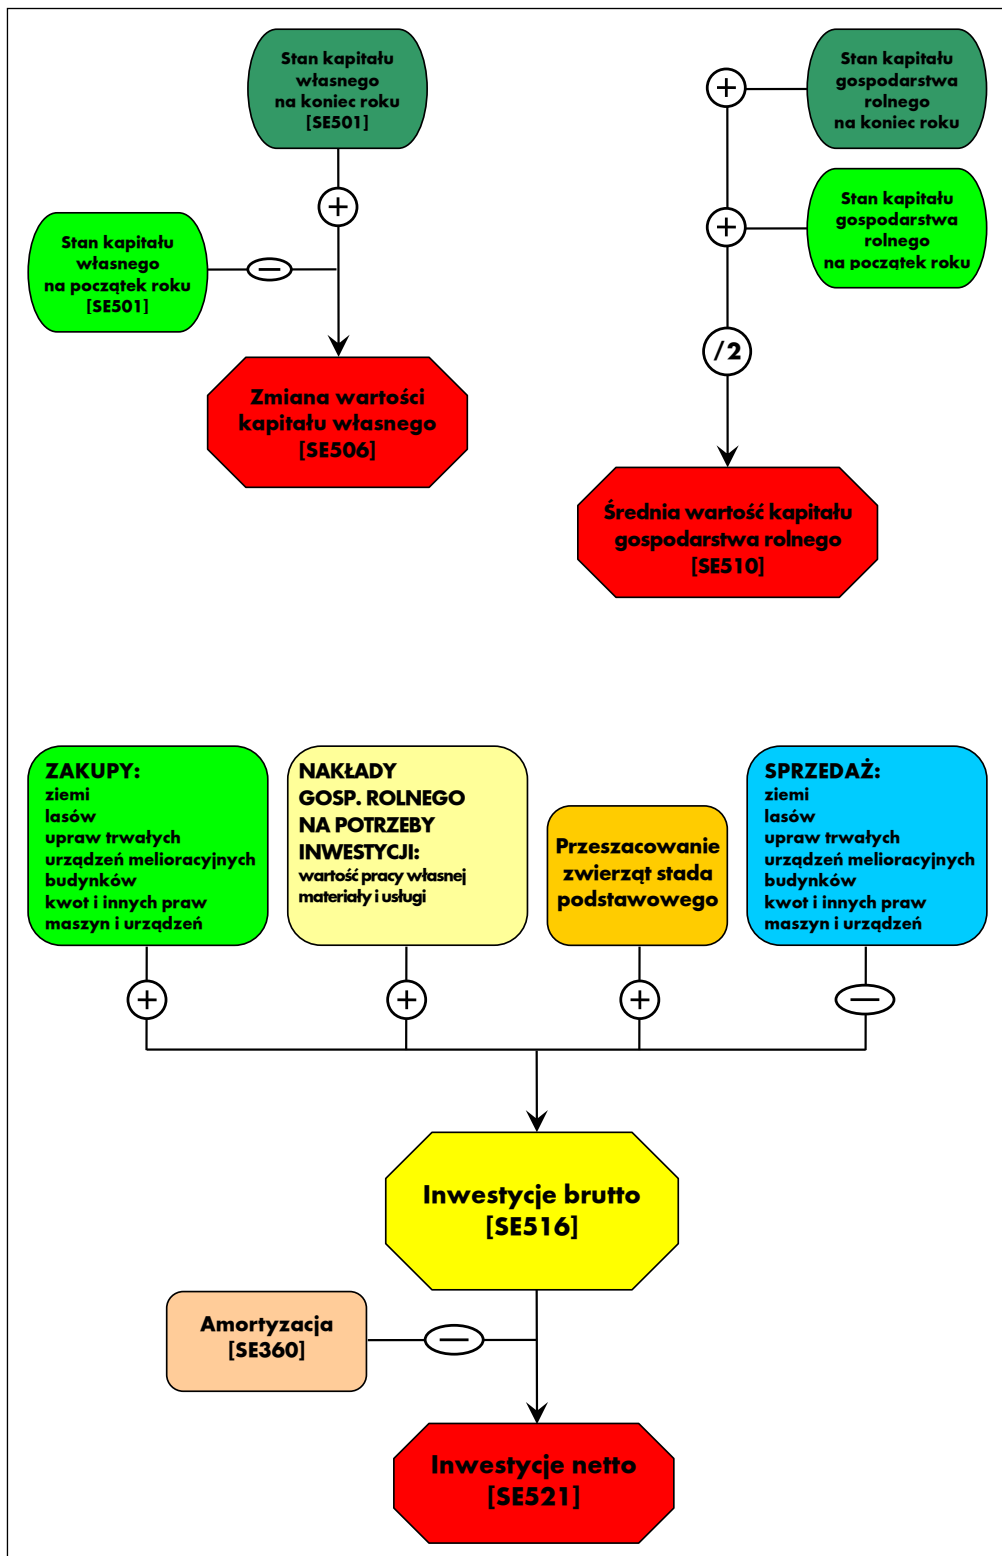 Stan kapitału
własnego
na koniec roku
[SE501]
+
Stan kapitału
własnego
na początek roku
[SE501]
−
Zmiana wartości
kapitału własnego
[SE506]
Stan kapitału
gospodarstwa
rolnego
na koniec roku
+
Stan kapitału
gospodarstwa
rolnego
na początek roku
+
/2
Średnia wartość kapitału
gospodarstwa rolnego
[SE510]
ZAKUPY:
ziemi
lasów
upraw trwałych
urządzeń melioracyjnych
budynków
kwot i innych praw
maszyn i urządzeń
NAKŁADY
GOSP. ROLNEGO
NA POTRZEBY
INWESTYCJI:
wartość pracy własnej
materiały i usługi
Przeszacowanie
zwierząt stada
podstawowego
SPRZEDAŻ:
ziemi
lasów
upraw trwałych
urządzeń melioracyjnych
budynków
kwot i innych praw
maszyn i urządzeń
+
+
+
−
Inwestycje brutto
[SE516]
Amortyzacja
[SE360]
−
Inwestycje netto
[SE521]